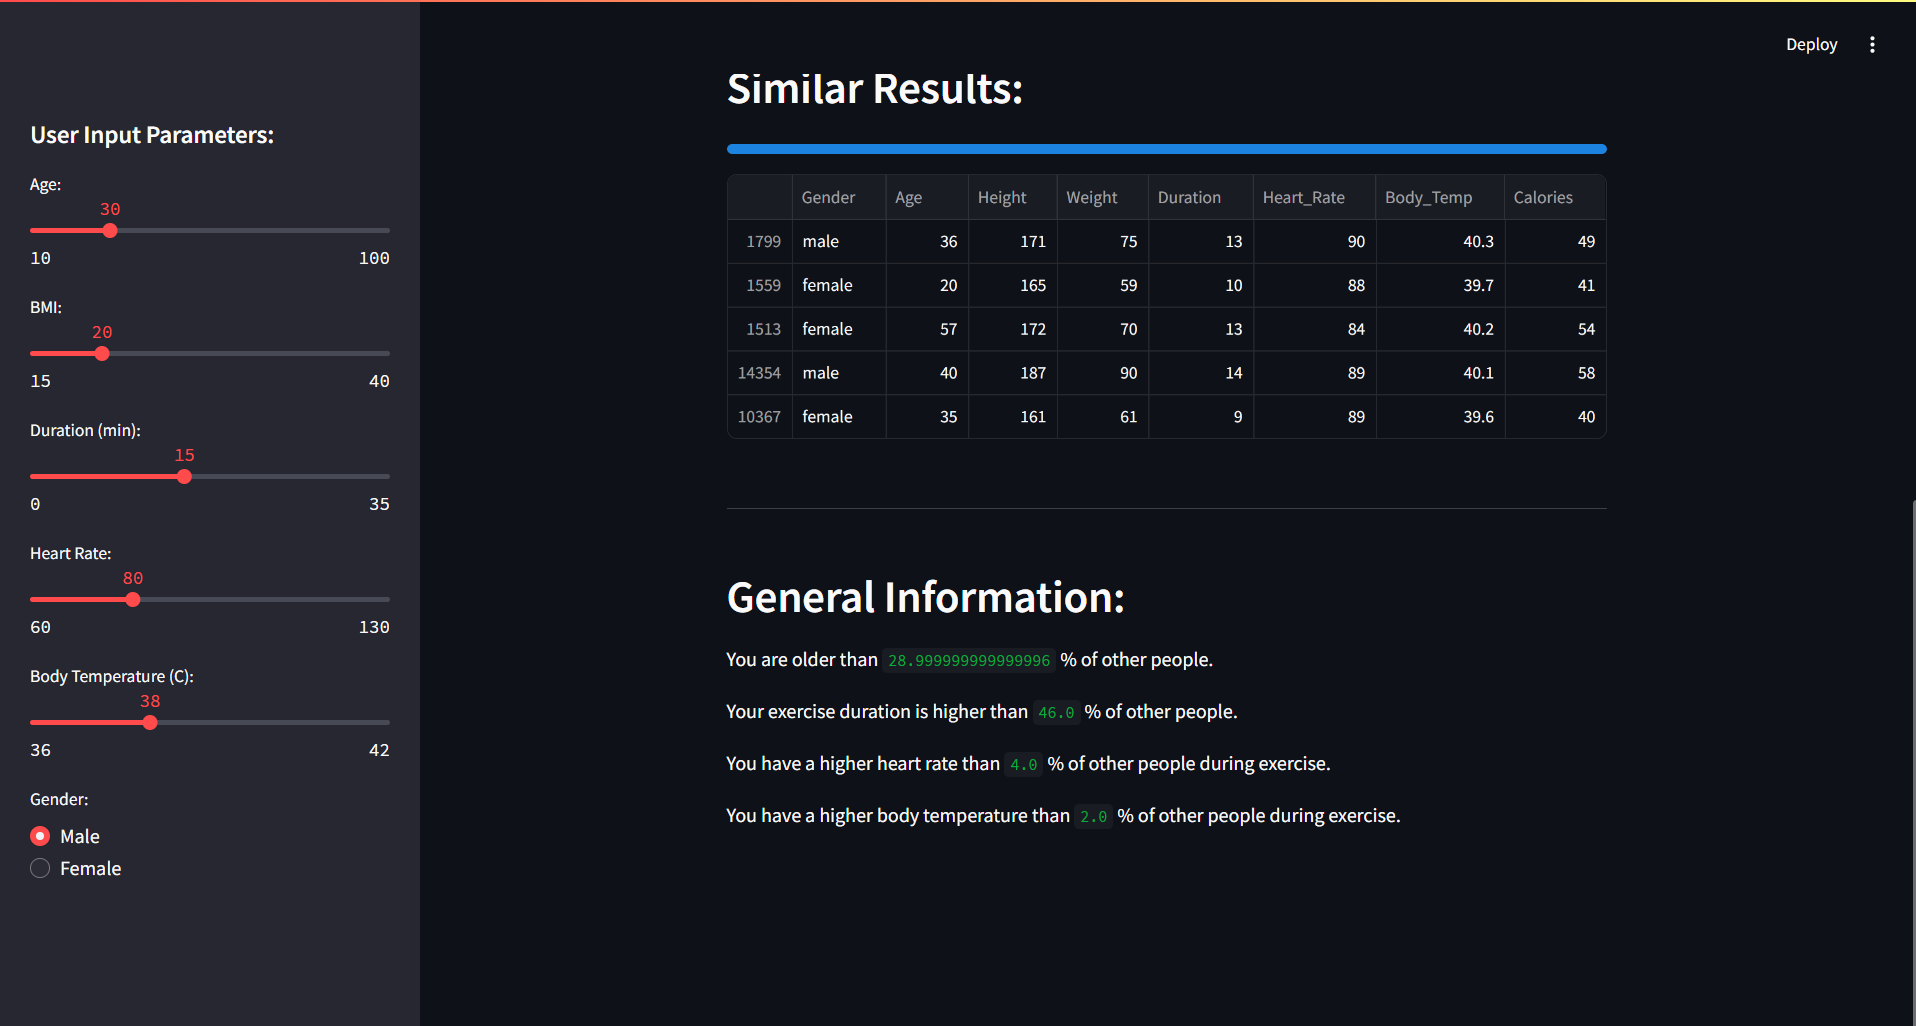 Deploy
User Input Parameters:
Age:
30
10 100
BMI:
20
15 40
Duration (min):
15
0 35
Heart Rate:
80
60 130
Body Temperature (C):
38
36 42
Gender:
Male
Female
Similar Results:
Gender Age Height Weight Duration Heart_Rate Body_Temp Calories
1799 male 36 171 75 13 90 40.3 49
1559 female 20 165 59 10 88 39.7 41
1513 female 57 172 70 13 84 40.2 54
14354 male 40 187 90 14 89 40.1 58
10367 female 35 161 61 9 89 39.6 40
General Information:
You are older than 28.999999999999996 % of other people.
Your exercise duration is higher than 46.0 % of other people.
You have a higher heart rate than 4.0 % of other people during exercise.
You have a higher body temperature than 2.0 % of other people during exercise.